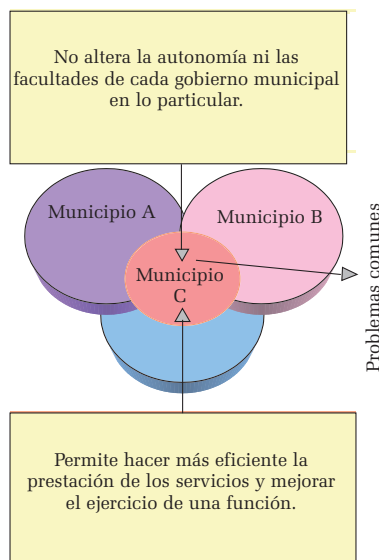 No altera la autonomía ni las
facultades de cada gobierno municipal
en lo particular.
Municipio A
Municipio B
Municipio
C
Problemas comunes
Permite hacer más eficiente la
prestación de los servicios y mejorar
el ejercicio de una función.